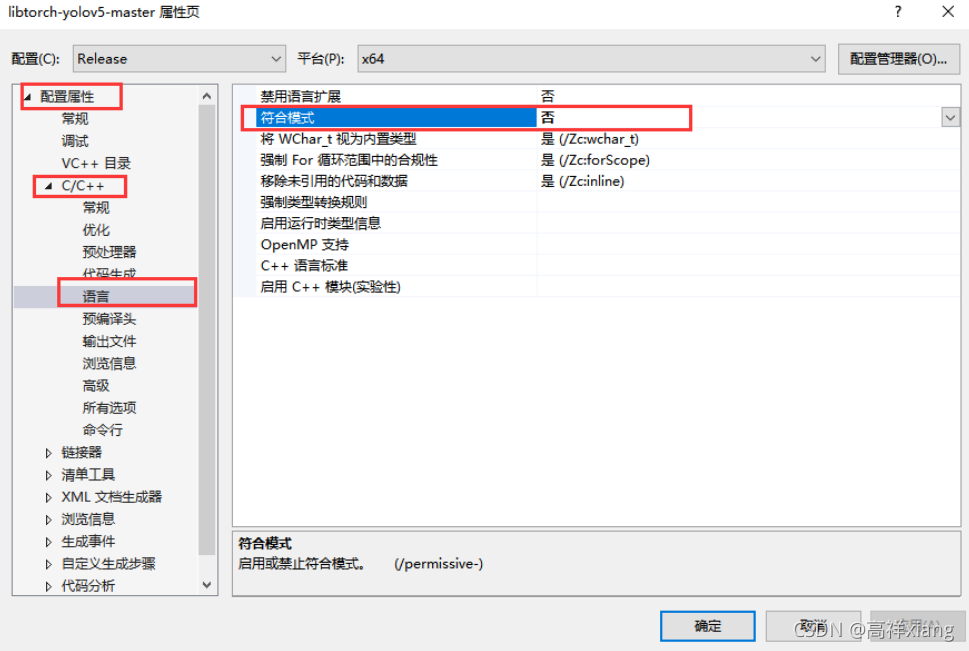 libtorch-yolov5-master 属性页 ?
配置(C): Release 平台(P): x64 配置管理器(O)...
配置属性
常规
调试
VC++ 目录
C/C++
常规
优化
预处理器
代码生成
语言
预编译头
输出文件
浏览信息
高级
所有选项
命令行
链接器
清单工具
XML 文档生成器
浏览信息
生成事件
自定义生成步骤
代码分析
禁用语言扩展 否
符合模式 否
将 WChar_t 视为内置类型 是 (/Zc:wchar_t)
强制 For 循环范围中的合规性 是 (/Zc:forScope)
移除未引用的代码和数据 是 (/Zc:inline)
强制类型转换规则
启用运行时类型信息
OpenMP 支持
C++ 语言标准
启用 C++ 模块(实验性)
符合模式
启用或禁止符合模式。 (/permissive-)
确定 取消 应用(A)
CSDN @高祥xiang